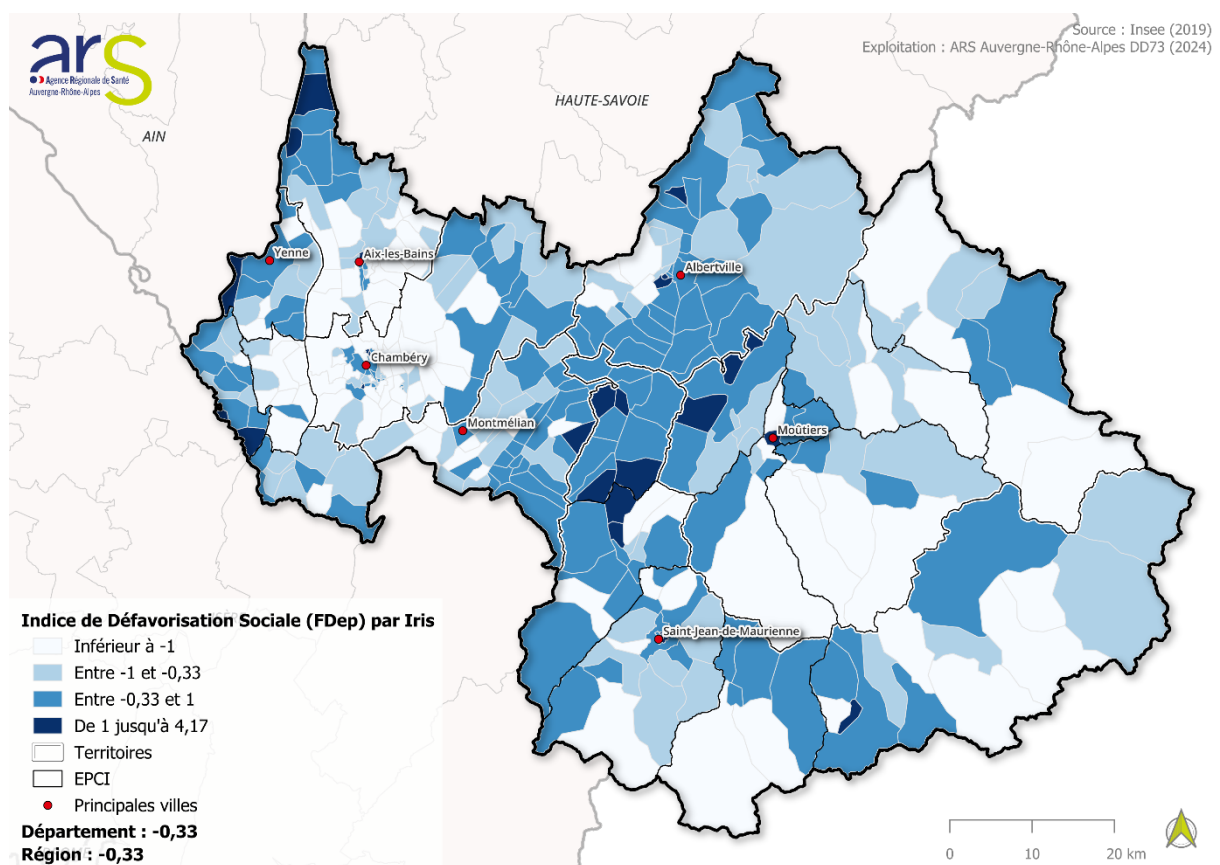 ars
Agence Régionale de Santé
Auvergne-Rhône-Alpes
Source : Insee (2019)
Exploitation : ARS Auvergne-Rhône-Alpes DD73 (2024)
HAUTE-SAVOIE
AIN
Yenne
Aix-les-Bains
Albertville
Chambéry
Montmélian
Moûtiers
Saint-Jean-de-Maurienne
Indice de Défavorisation Sociale (FDep) par Iris
Inférieur à -1
Entre -1 et -0,33
Entre -0,33 et 1
De 1 jusqu'à 4,17
Territoires
EPCI
Principales villes
Département : -0,33
Région : -0,33
0 10 20 km